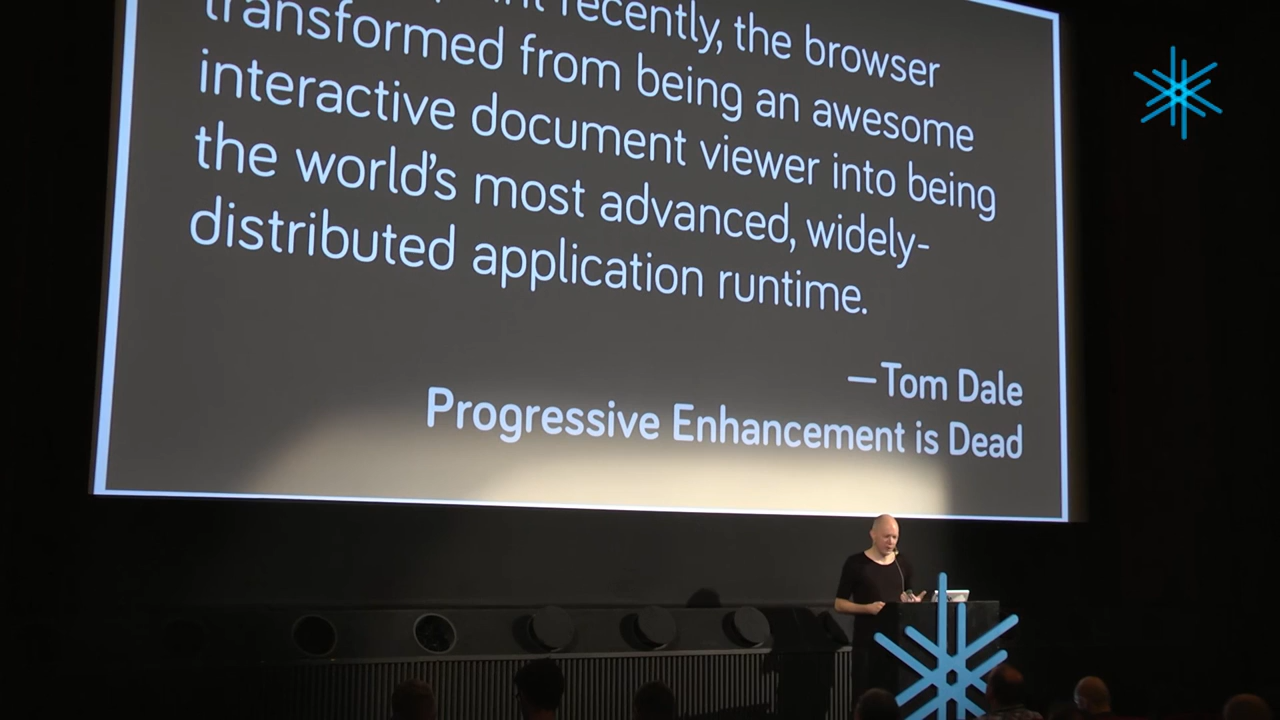 recently, the browser
transformed from being an awesome
interactive document viewer into being
the world's most advanced, widely-
distributed application runtime.
—Tom Dale
Progressive Enhancement is Dead